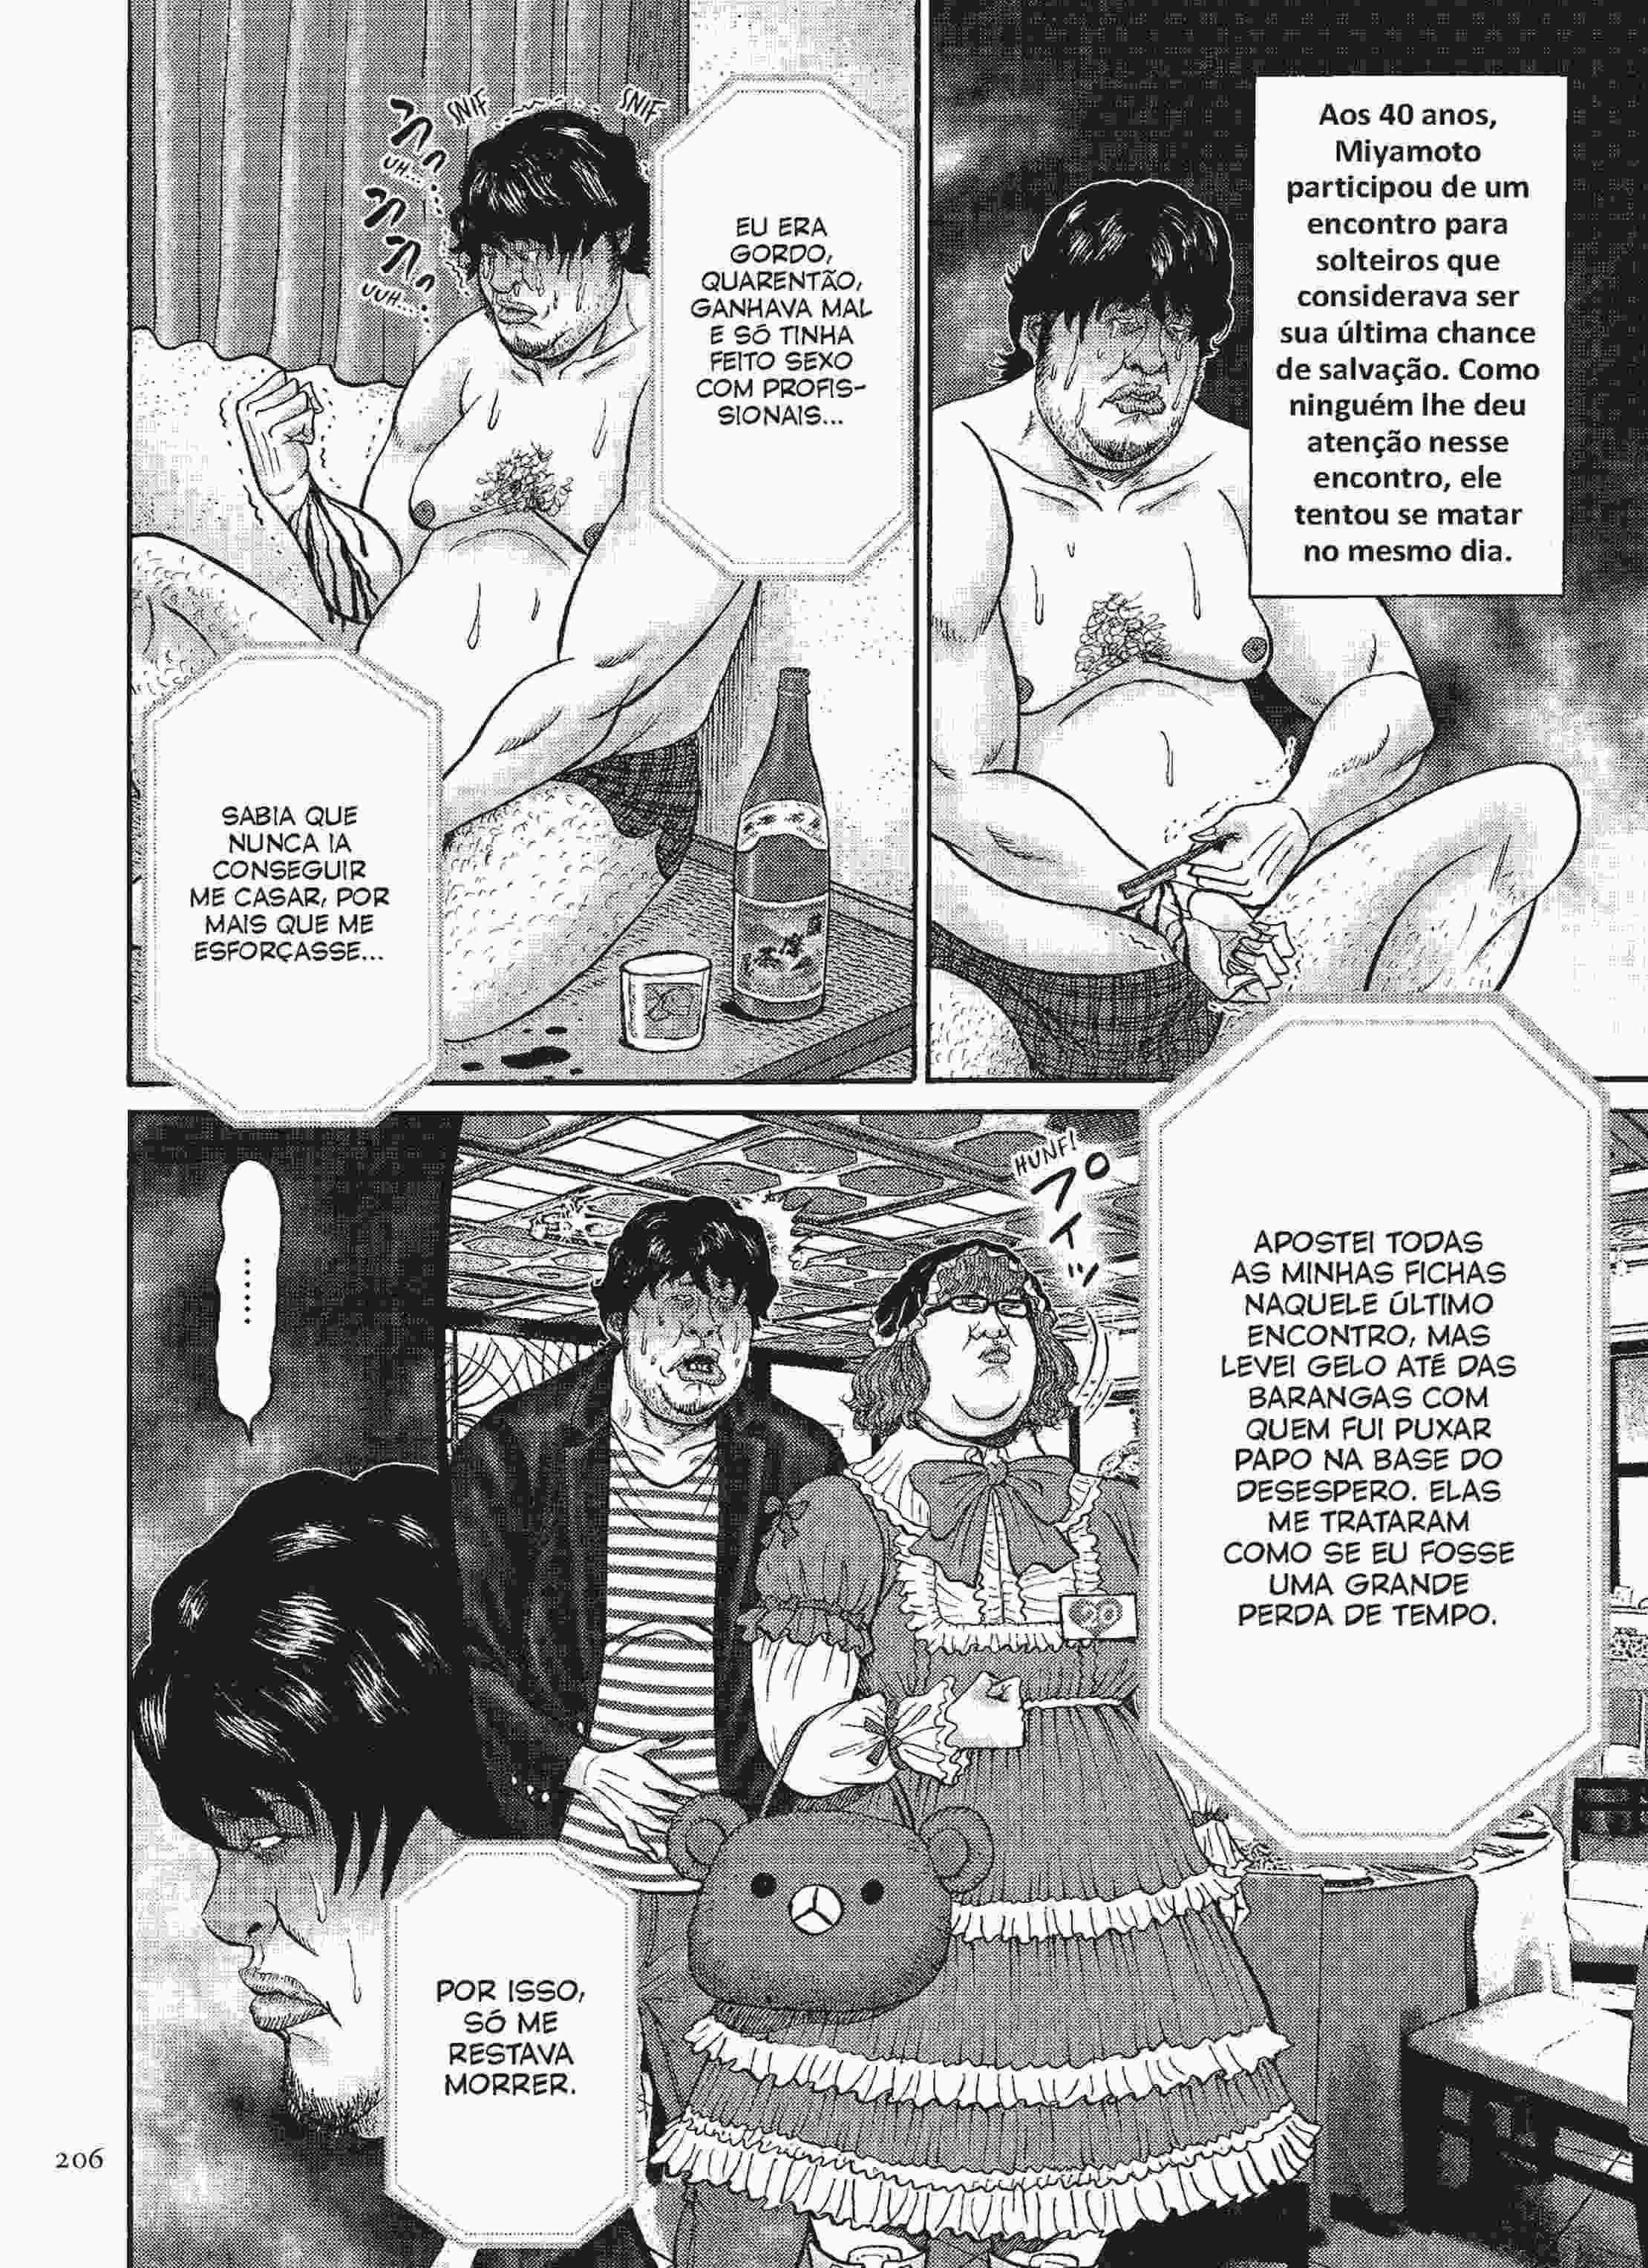 Aos 40 anos,
Miyamoto
participou de um
encontro para
solteiros que
considerava ser
sua última chance
de salvação. Como
ninguém lhe deu
atenção nesse
encontro, ele
tentou se matar
no mesmo dia.
SNIF
SNIF
UH...
UUH...
EU ERA
GORDO,
QUARENTÃO,
GANHAVA MAL
E SÓ TINHA
FEITO SEXO
COM PROFIS-
SIONAIS...
SABIA QUE
NUNCA IA
CONSEGUIR
ME CASAR, POR
MAIS QUE ME
ESFORÇASSE...
APOSTEI TODAS
AS MINHAS FICHAS
NAQUELE ÚLTIMO
ENCONTRO, MAS
LEVEI GELO ATÉ DAS
BARANGAS COM
QUEM FUI PUXAR
PAPO NA BASE DO
DESESPERO. ELAS
ME TRATARAM
COMO SE EU FOSSE
UMA GRANDE
PERDA DE TEMPO.
HUNF!
プイッ
20
.......
POR ISSO,
SÓ ME
RESTAVA
MORRER.
206